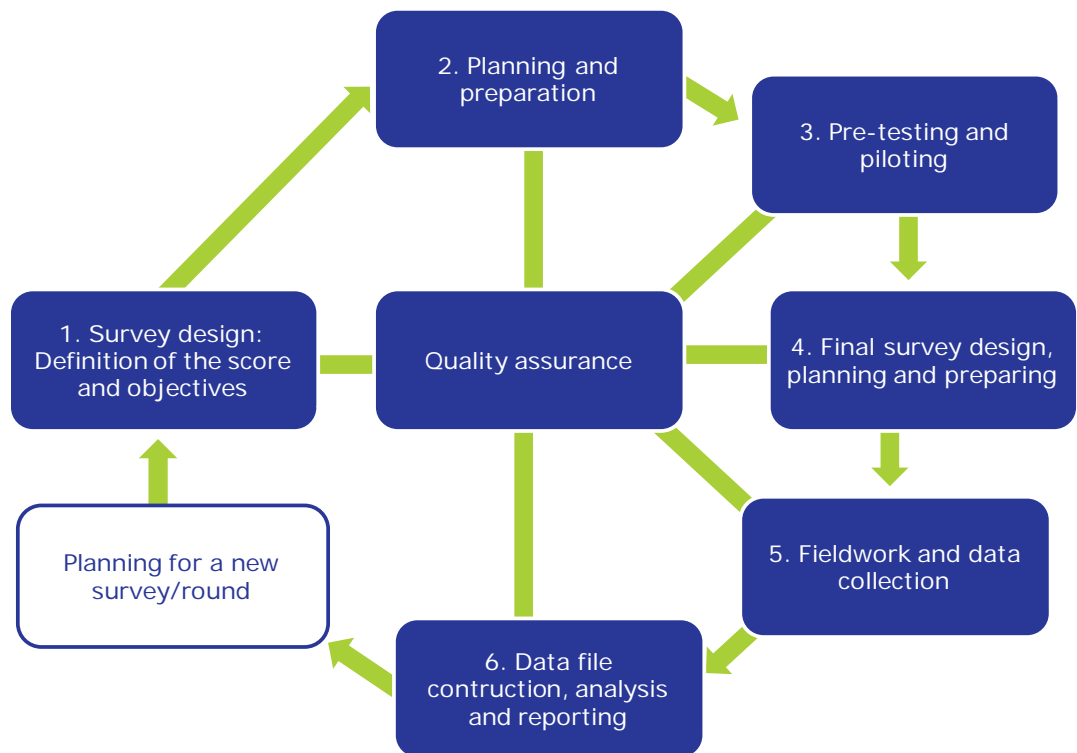 2. Planning and
preparation
3. Pre-testing and
piloting
1. Survey design:
Definition of the score
and objectives
Quality assurance
4. Final survey design,
planning and preparing
Planning for a new
survey/round
5. Fieldwork and data
collection
6. Data file
contruction, analysis
and reporting